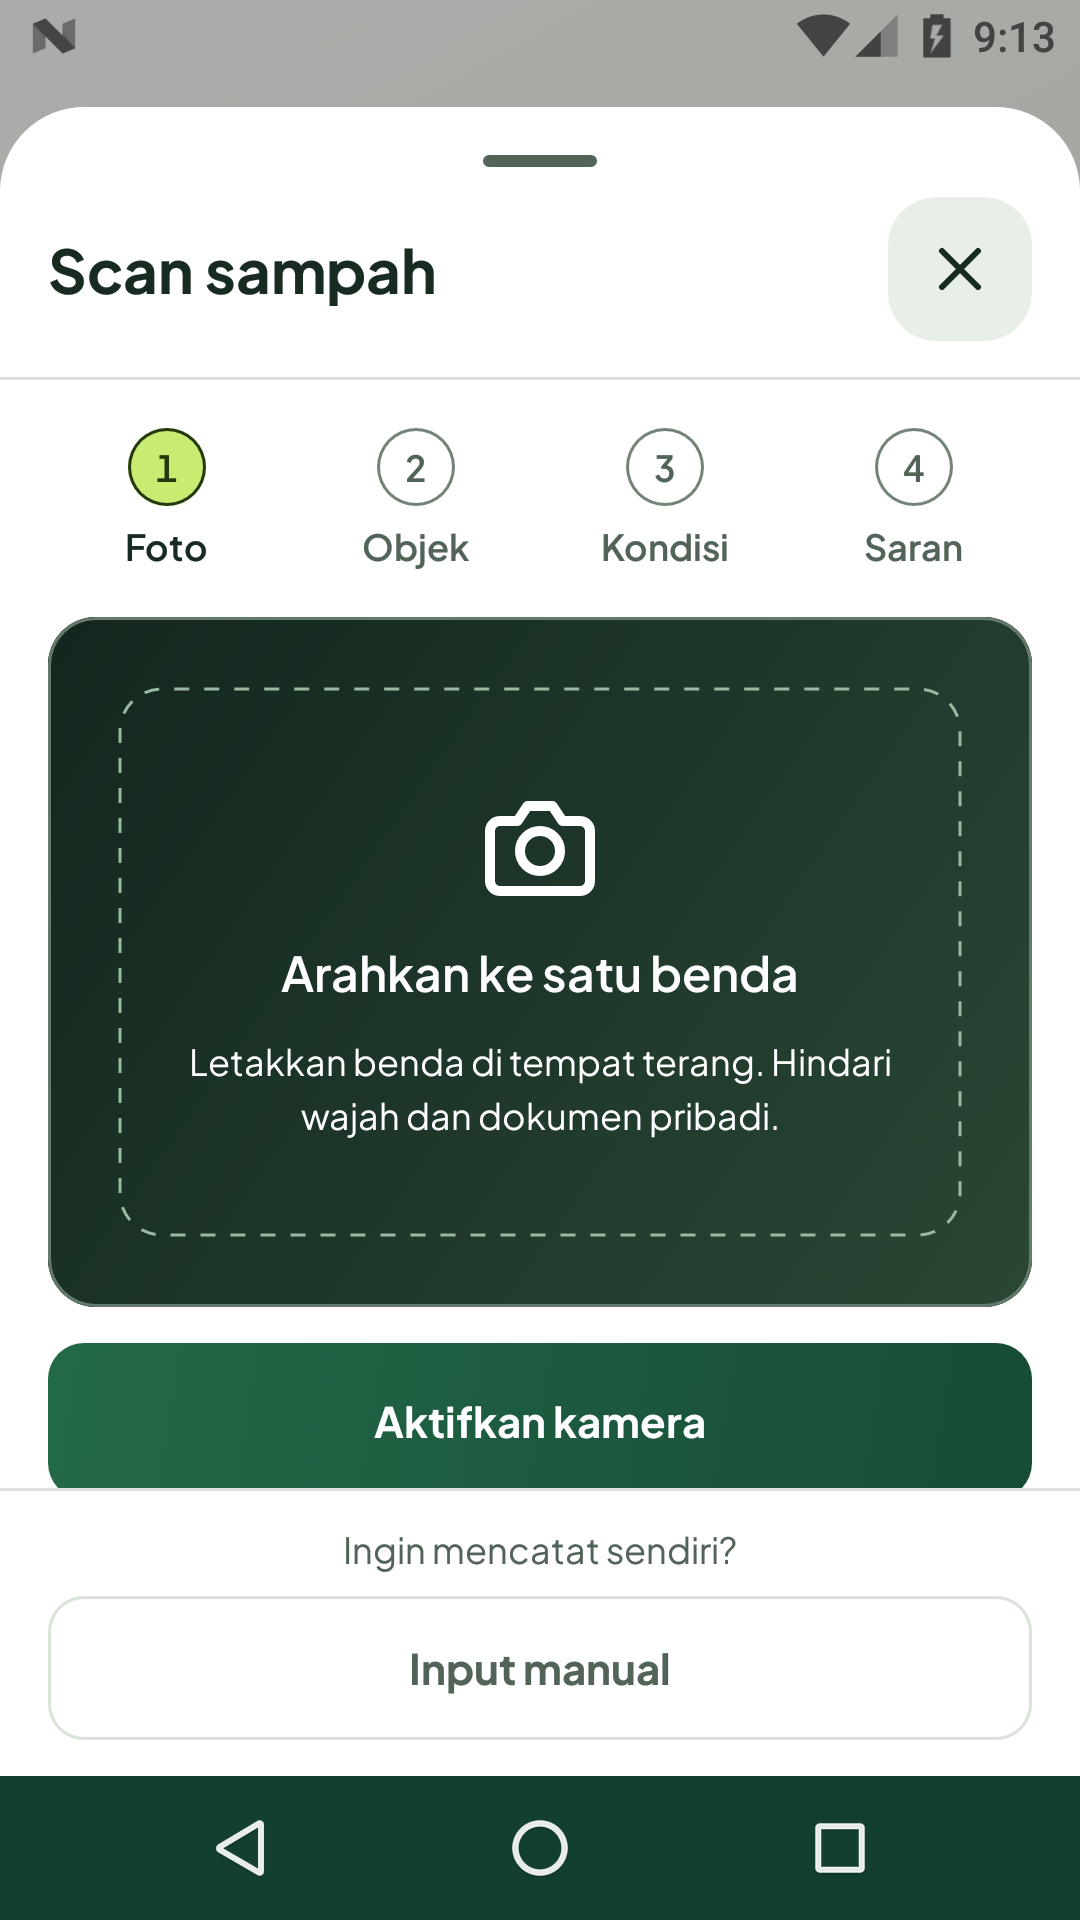 9:13
Scan sampah
1
2
3
4
Foto
Objek
Kondisi
Saran
Arahkan ke satu benda
Letakkan benda di tempat terang. Hindari
wajah dan dokumen pribadi.
Aktifkan kamera
Ingin mencatat sendiri?
Input manual